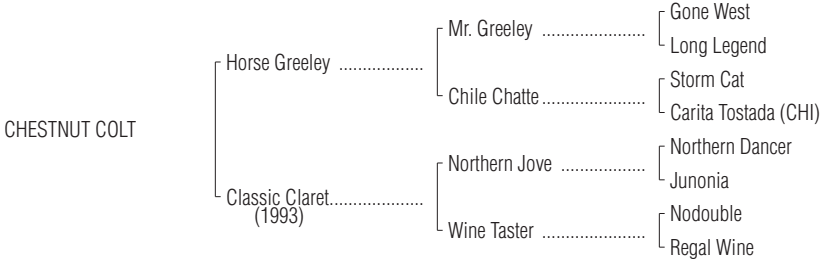 Gone West
Mr. Greeley ......................
Long Legend
Horse Greeley ..................
Storm Cat
Chile Chatte ......................
Carita Tostada (CHI)
CHESTNUT COLT
Northern Dancer
Northern Jove ..................
Junonia
Classic Claret....................
(1993)
Nodouble
Wine Taster ......................
Regal Wine